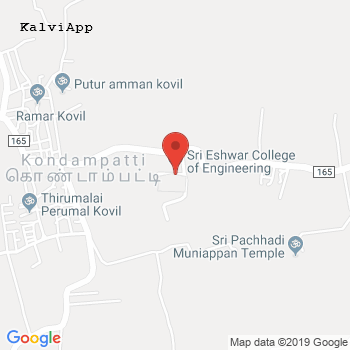 KalviApp
Putur amman kovil
Ramar Kovil
165
Kondampatti
கொண்டாம்பட்டி
Sri Eshwar College
of Engineering
165
Thirumalai
Perumal Kovil
Sri Pachhadi
Muniappan Temple
Google
Map data ©2019 Google